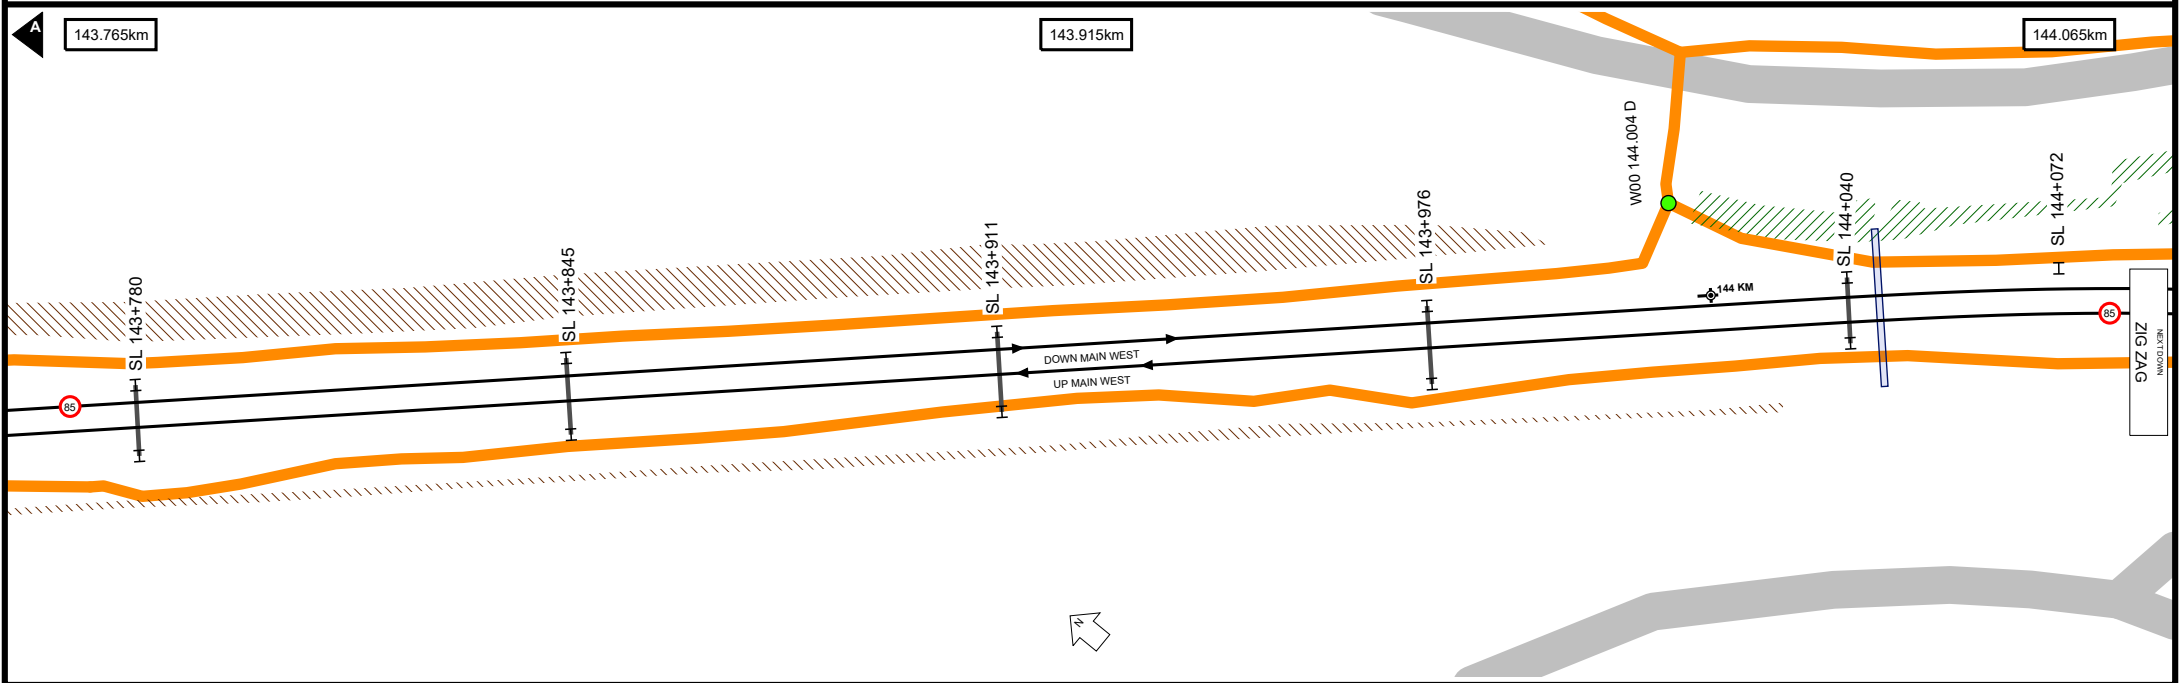 A
143.765km
143.915km
144.065km
W00 144.004 D
SL 143+780
SL 143+845
SL 143+911
SL 143+976
SL 144+040
SL 144+072
144 KM
85
85
DOWN MAIN WEST
UP MAIN WEST
ZIG ZAG
NEXT DOWN
N